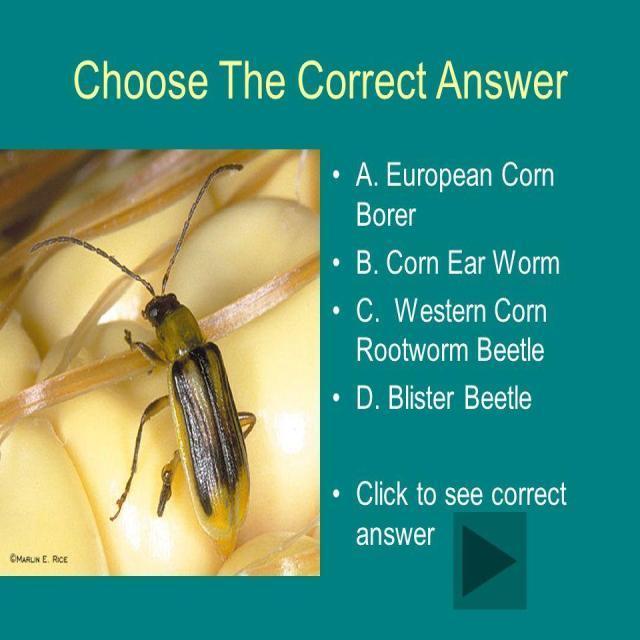 Choose The Correct Answer
• A. European Corn
Borer
• B. Corn Ear Worm
• C.  Western Corn
Rootworm Beetle
• D. Blister Beetle
• Click to see correct
answer
©MARLIN E. RICE